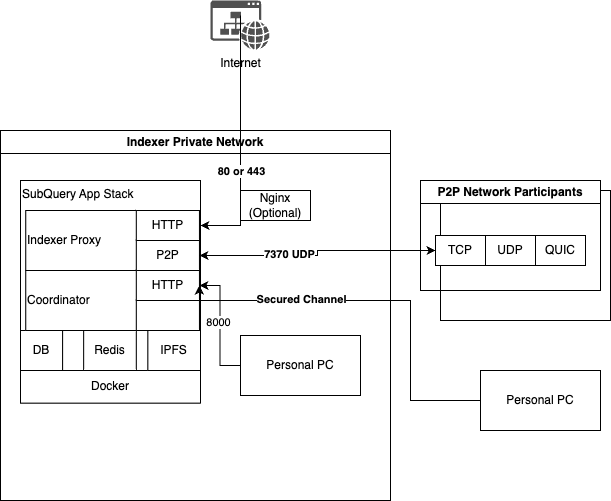 Internet
Indexer Private Network
80 or 443
SubQuery App Stack
Nginx
(Optional)
P2P Network Participants
HTTP
Indexer Proxy
P2P
7370 UDP
TCP
UDP
QUIC
HTTP
Coordinator
Secured Channel
8000
DB
Redis
IPFS
Personal PC
Docker
Personal PC